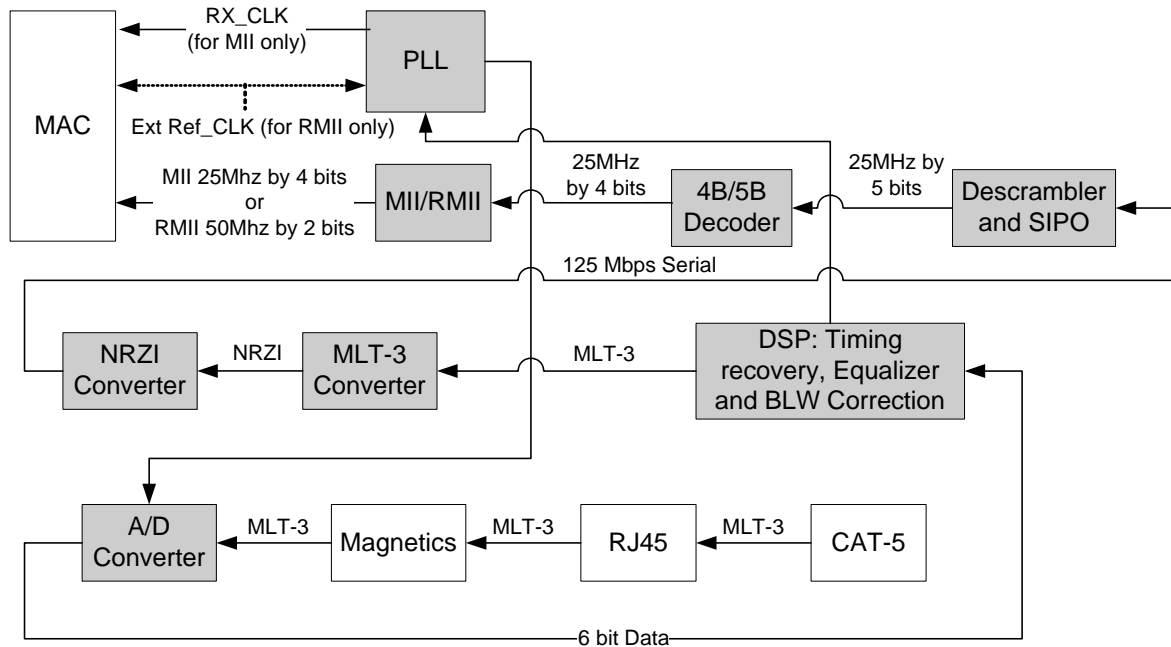 RX_CLK
(for MII only)
PLL
MAC
Ext Ref_CLK (for RMII only)
MII 25Mhz by 4 bits
or
RMII 50Mhz by 2 bits
MII/RMII
25MHz
by 4 bits
4B/5B
Decoder
25MHz by
5 bits
Descrambler
and SIPO
125 Mbps Serial
NRZI
Converter
NRZI
MLT-3
Converter
MLT-3
DSP: Timing
recovery, Equalizer
and BLW Correction
A/D
Converter
MLT-3
Magnetics
MLT-3
RJ45
MLT-3
CAT-5
6 bit Data